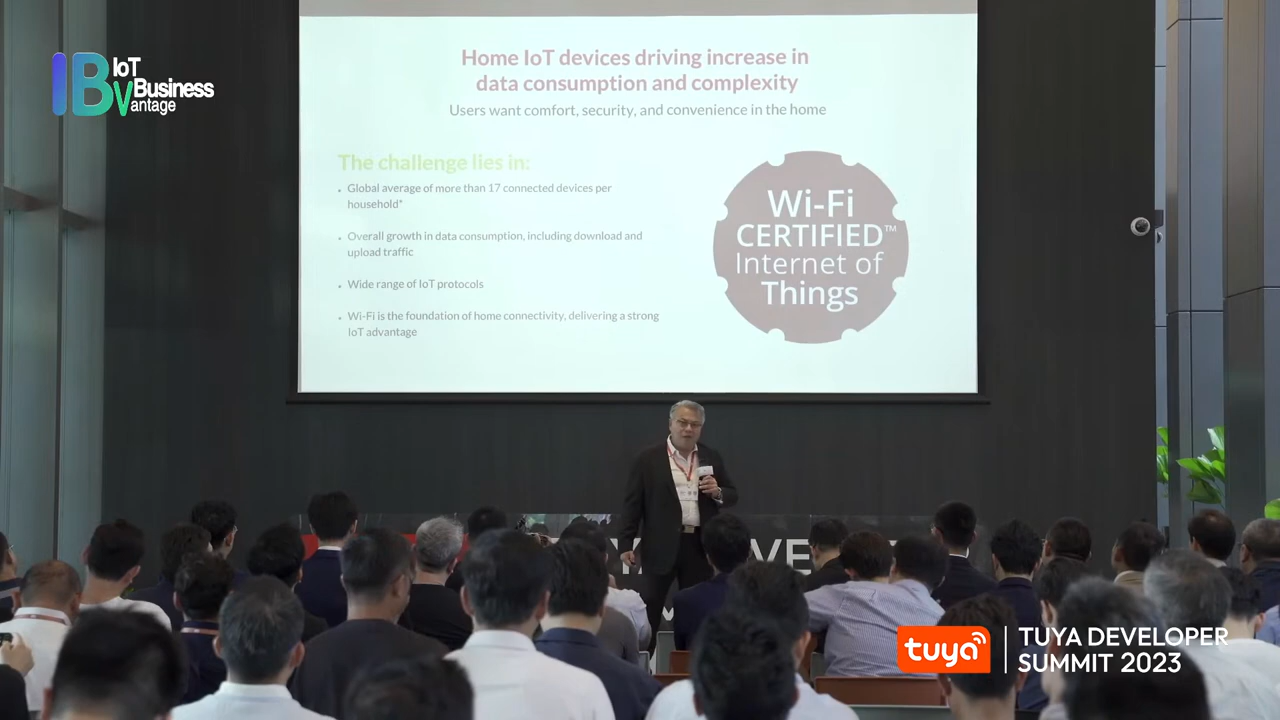 IBV
IoT
Business
antage
Home IoT devices driving increase in
data consumption and complexity
Users want comfort, security, and convenience in the home
The challenge lies in:
• Global average of more than 17 connected devices per
household*
• Overall growth in data consumption, including download and
upload traffic
• Wide range of IoT protocols
• Wi-Fi is the foundation of home connectivity, delivering a strong
IoT advantage
Wi-Fi
CERTIFIED™
Internet of
Things
tuya
TUYA DEVELOPER
SUMMIT 2023